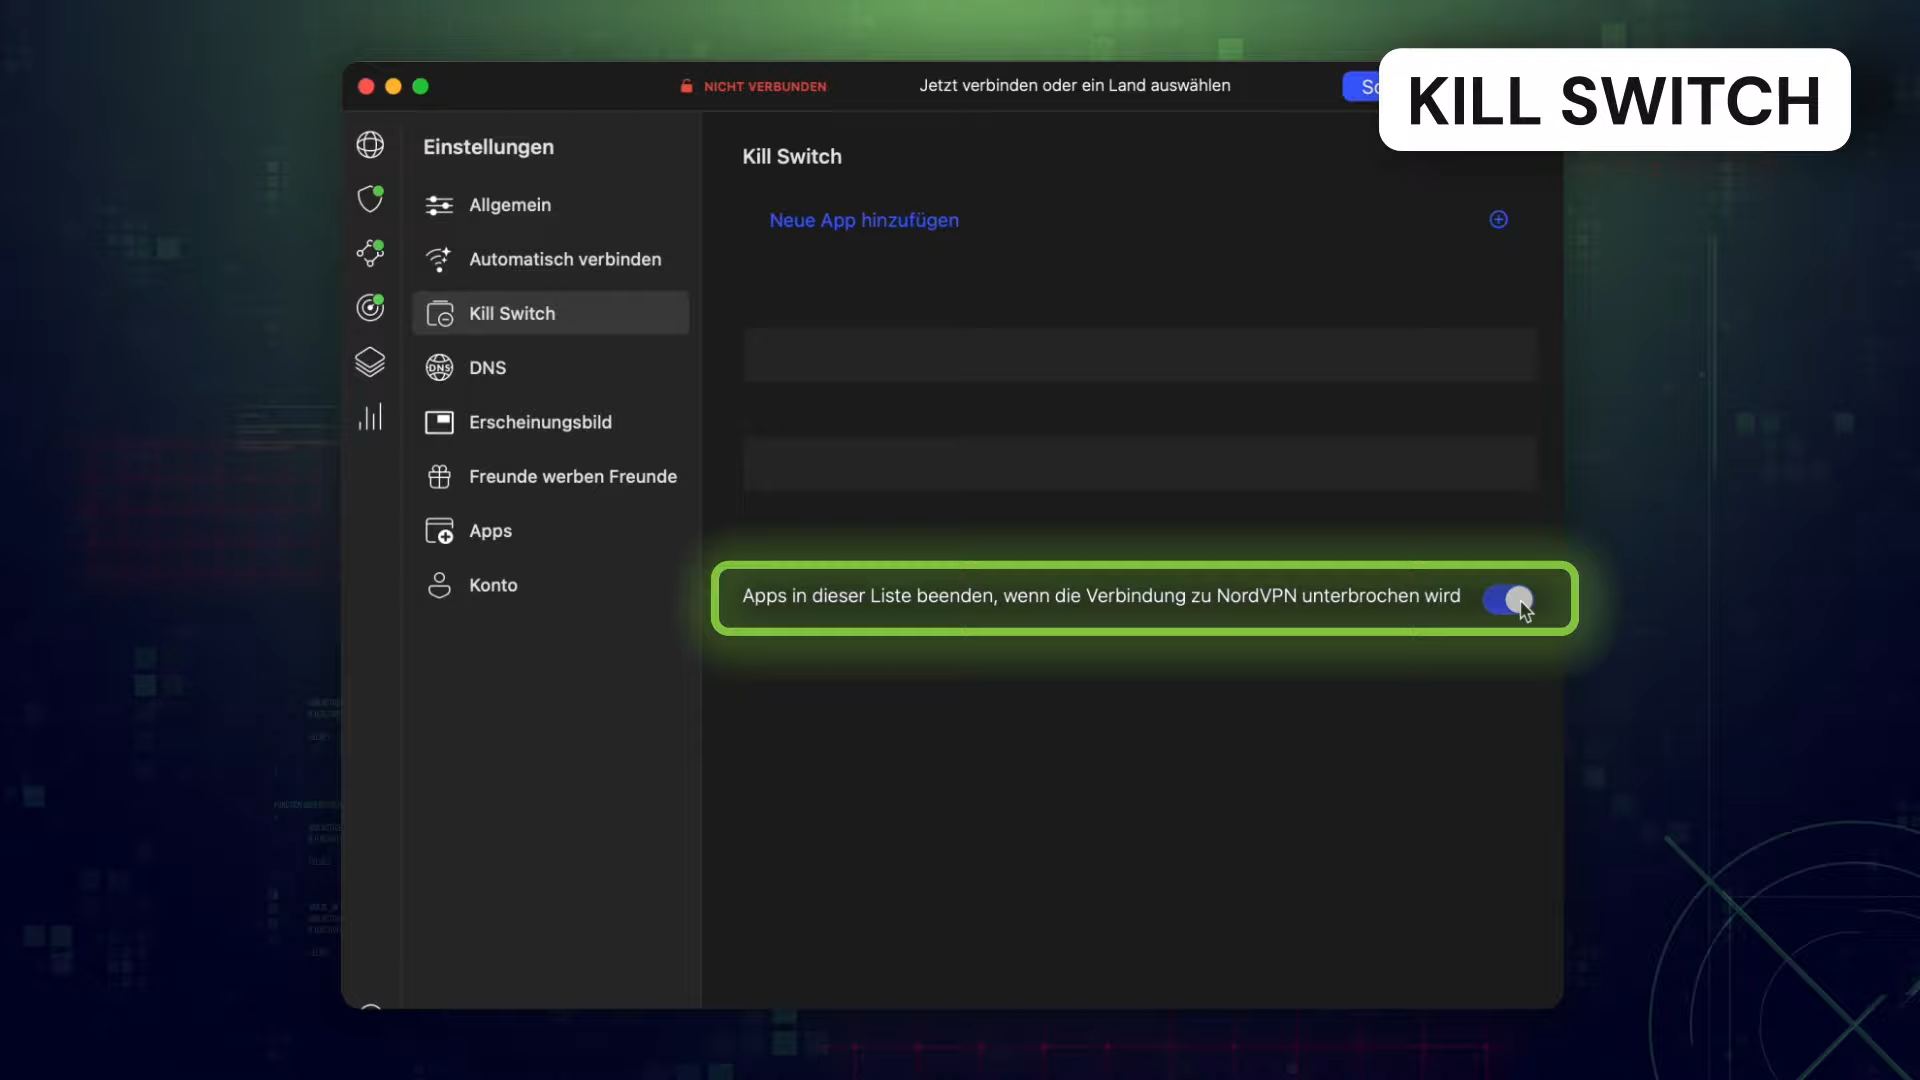 KILL SWITCH
NICHT VERBUNDEN
Jetzt verbinden oder ein Land auswählen
Einstellungen
Allgemein
Automatisch verbinden
Kill Switch
DNS
Erscheinungsbild
Freunde werben Freunde
Apps
Konto
Kill Switch
Neue App hinzufügen
Apps in dieser Liste beenden, wenn die Verbindung zu NordVPN unterbrochen wird